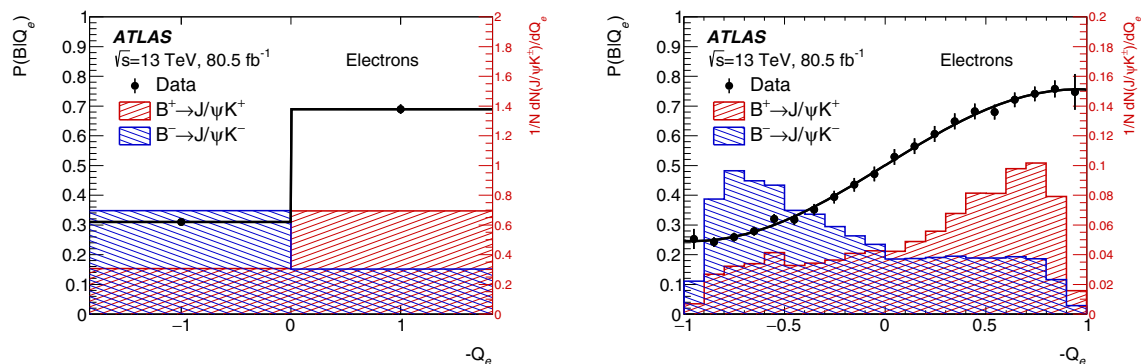 P(B|Q_e)
1
0.9
0.8
0.7
0.6
0.5
0.4
0.3
0.2
0.1
0
ATLAS
√s=13 TeV, 80.5 fb⁻¹
Electrons
Data
B⁺→J/ψK⁺
B⁻→J/ψK⁻
−1 0 1
-Q_e
2
1.8
1.6
1.4
1.2
1
0.8
0.6
0.4
0.2
0
1/N dN(J/ψK±)/dQ_e
P(B|Q_e)
1
0.9
0.8
0.7
0.6
0.5
0.4
0.3
0.2
0.1
0
ATLAS
√s=13 TeV, 80.5 fb⁻¹
Electrons
Data
B⁺→J/ψK⁺
B⁻→J/ψK⁻
−1 −0.5 0 0.5 1
-Q_e
0.2
0.18
0.16
0.14
0.12
0.1
0.08
0.06
0.04
0.02
0
1/N dN(J/ψK±)/dQ_e